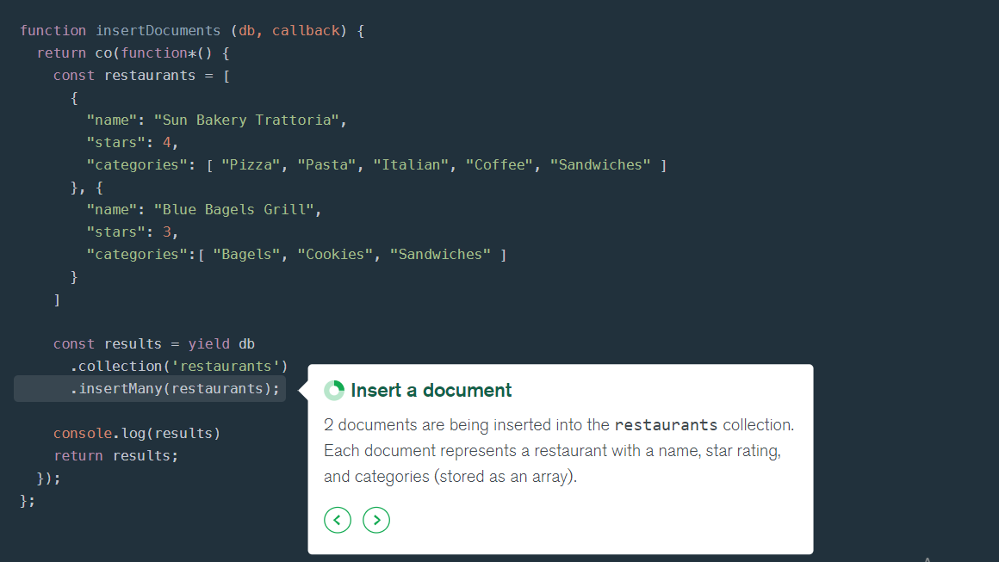 function insertDocuments (db, callback) {
return co(function*() {
const restaurants = [
{
"name": "Sun Bakery Trattoria",
"stars": 4,
"categories": [ "Pizza", "Pasta", "Italian", "Coffee", "Sandwiches" ]
}, {
"name": "Blue Bagels Grill",
"stars": 3,
"categories":[ "Bagels", "Cookies", "Sandwiches" ]
}
]
const results = yield db
.collection('restaurants')
.insertMany(restaurants);
console.log(results)
return results;
});
};
Insert a document
2 documents are being inserted into the restaurants collection.
Each document represents a restaurant with a name, star rating,
and categories (stored as an array).